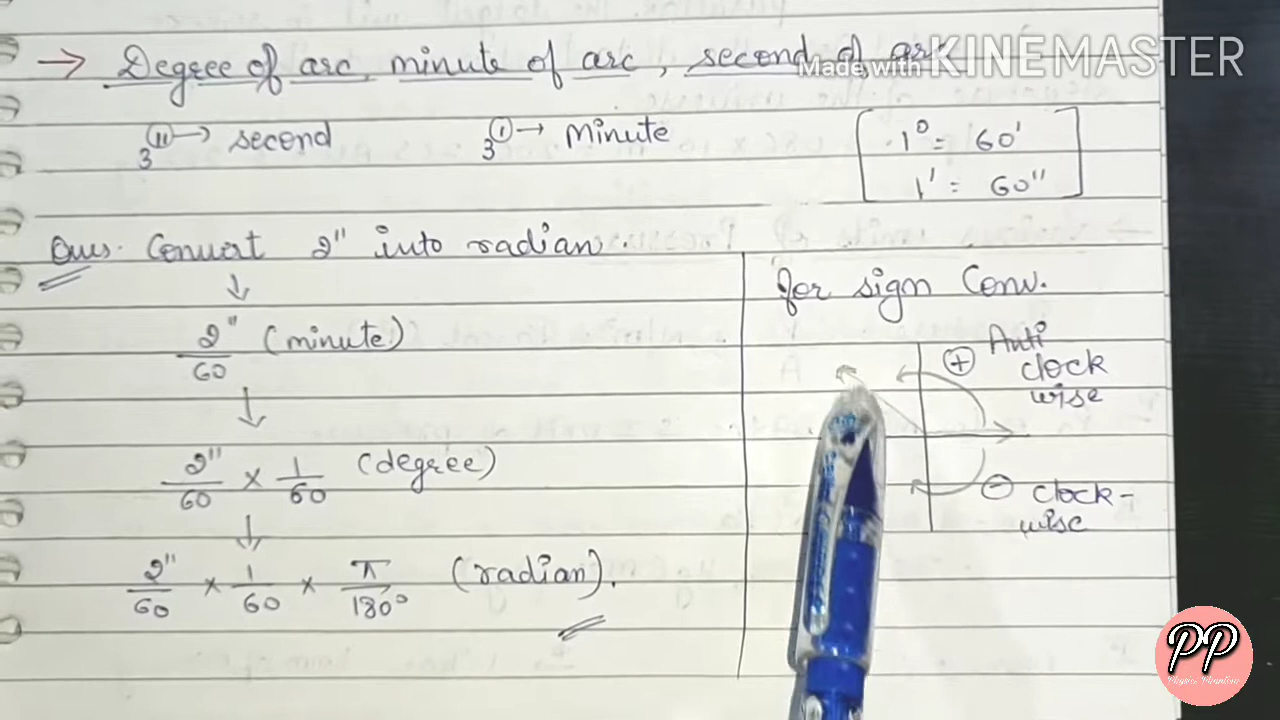 → Degree of arc, minute of arc, second of arc
Made with KINEMASTER
3'' → second 3' → Minute
1° = 60'
1' = 60''
Ques. Convert 2'' into radian.
↓
2''/60 (minute)
↓
2''/60 × 1/60 (degree)
↓
2''/60 × 1/60 × π/180° (radian).
for sign Conv.
+ Anti
clock
wise
- clock-
wise
PP
Physics Phantom